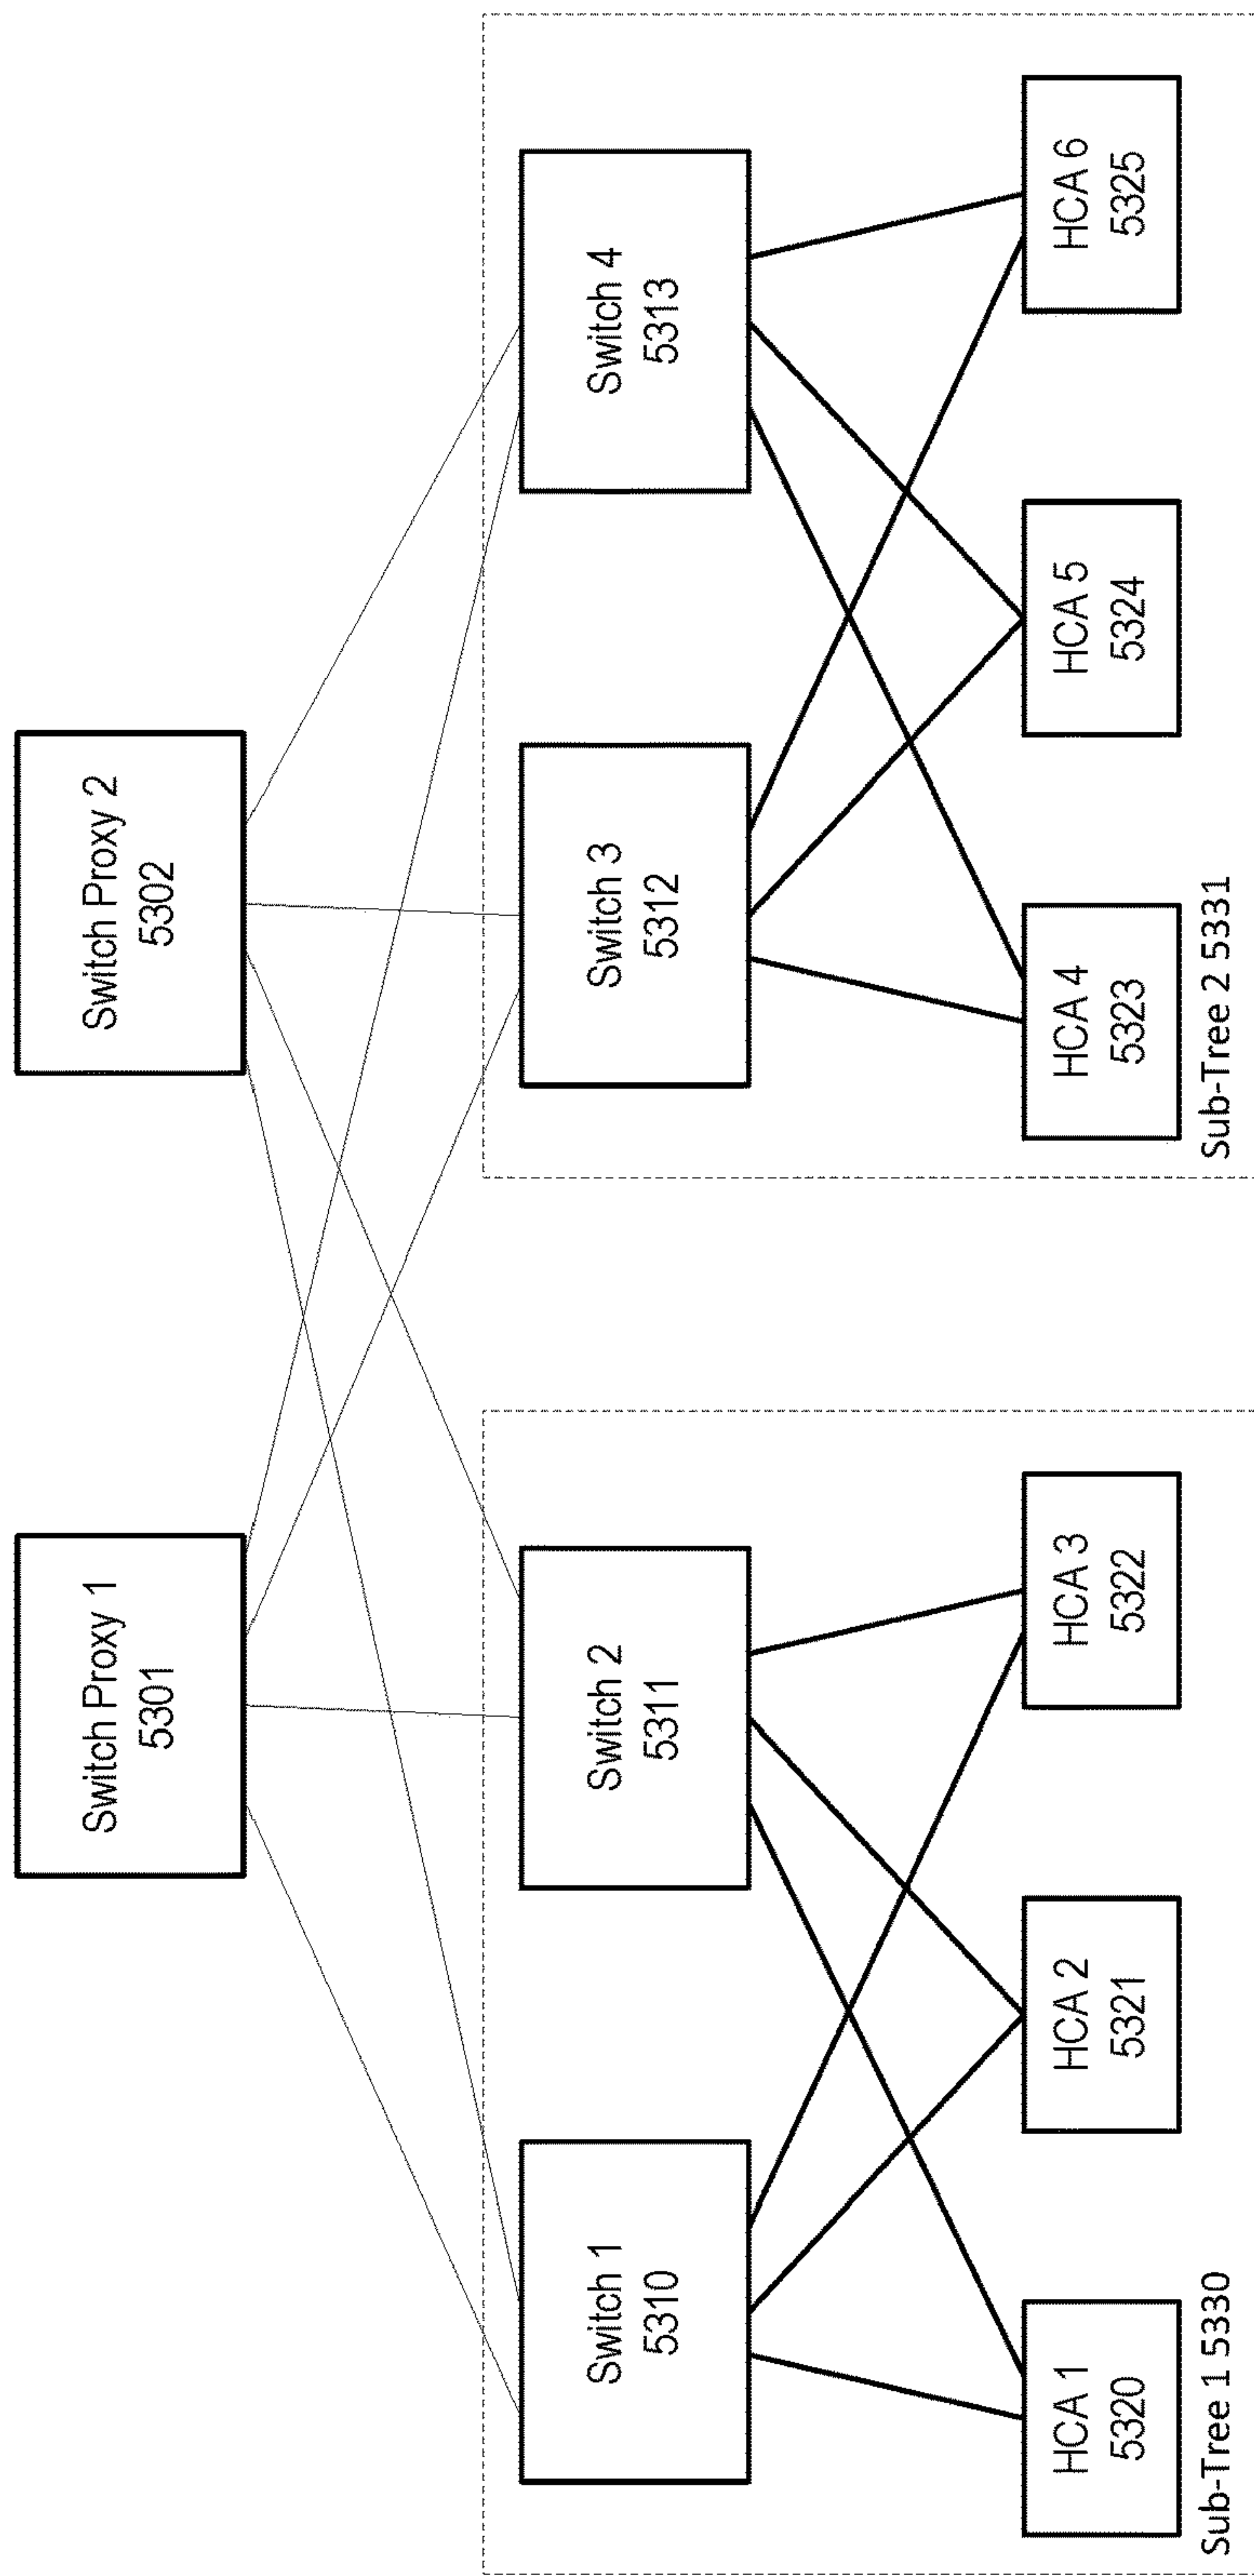 Switch Proxy 1
5301
Switch Proxy 2
5302
Switch 1
5310
Switch 2
5311
Switch 3
5312
Switch 4
5313
HCA 1
5320
HCA 2
5321
HCA 3
5322
HCA 4
5323
HCA 5
5324
HCA 6
5325
Sub-Tree 1 5330
Sub-Tree 2 5331